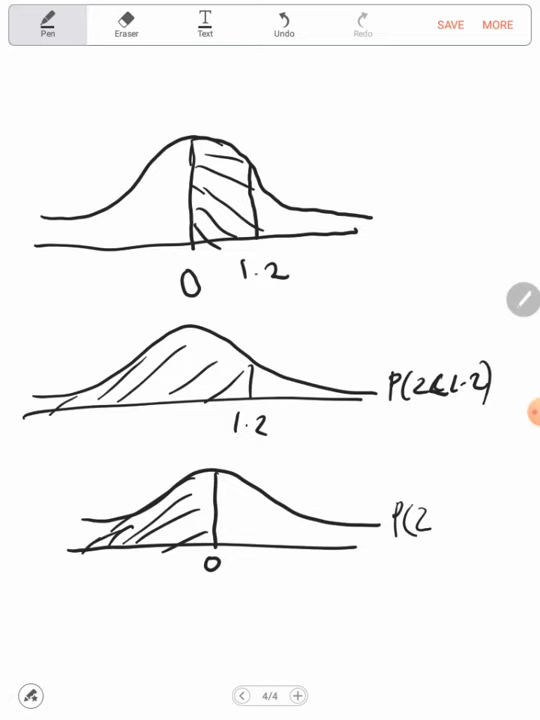 Pen Eraser Text Undo Redo SAVE MORE
0 1.2
P(Z<1.2)
1.2
P(Z
0
4/4